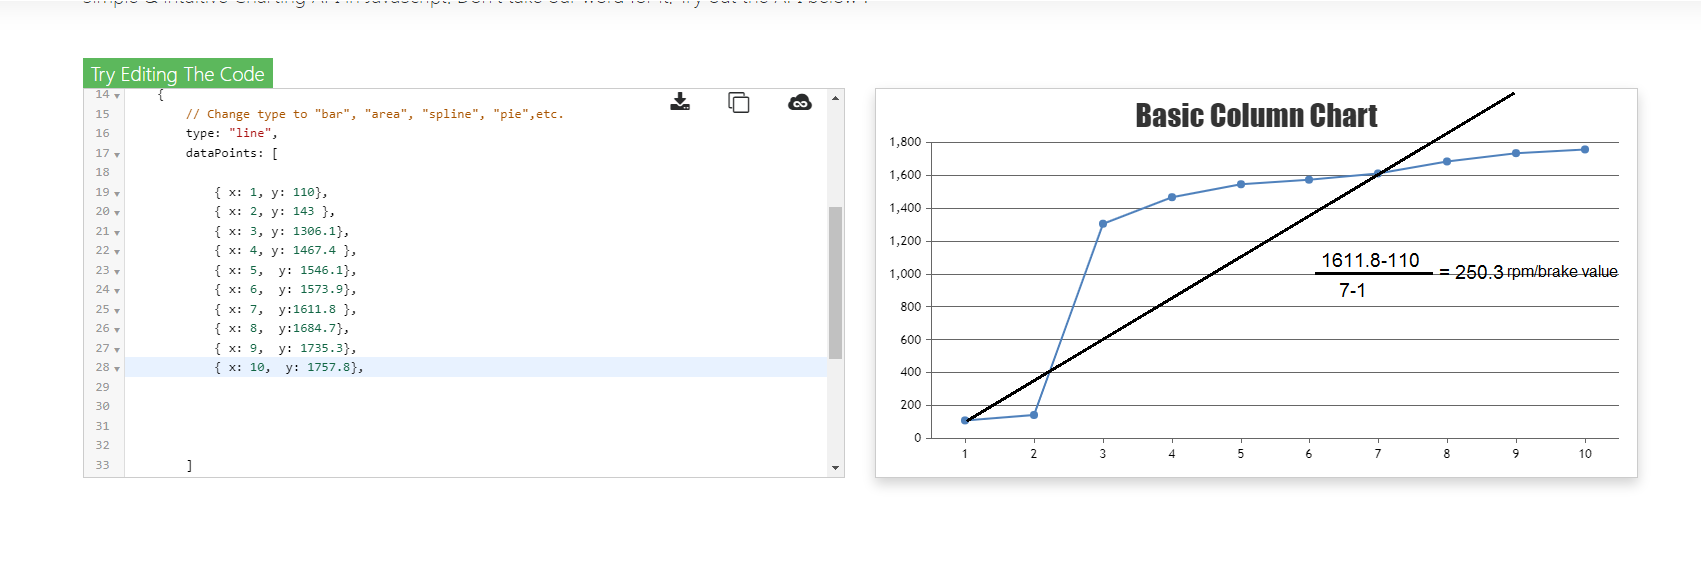 Try Editing The Code
14 {
15 // Change type to "bar", "area", "spline", "pie",etc.
16 type: "line",
17 dataPoints: [
18
19 { x: 1, y: 110},
20 { x: 2, y: 143 },
21 { x: 3, y: 1306.1},
22 { x: 4, y: 1467.4 },
23 { x: 5,  y: 1546.1},
24 { x: 6,  y: 1573.9},
25 { x: 7,  y:1611.8 },
26 { x: 8,  y:1684.7},
27 { x: 9,  y: 1735.3},
28 { x: 10,  y: 1757.8},
29
30
31
32
33 ]
Basic Column Chart
1,800
1,600
1,400
1,200
1,000
800
600
400
200
0
1 2 3 4 5 6 7 8 9 10
1611.8-110
7-1
= 250.3 rpm/brake value